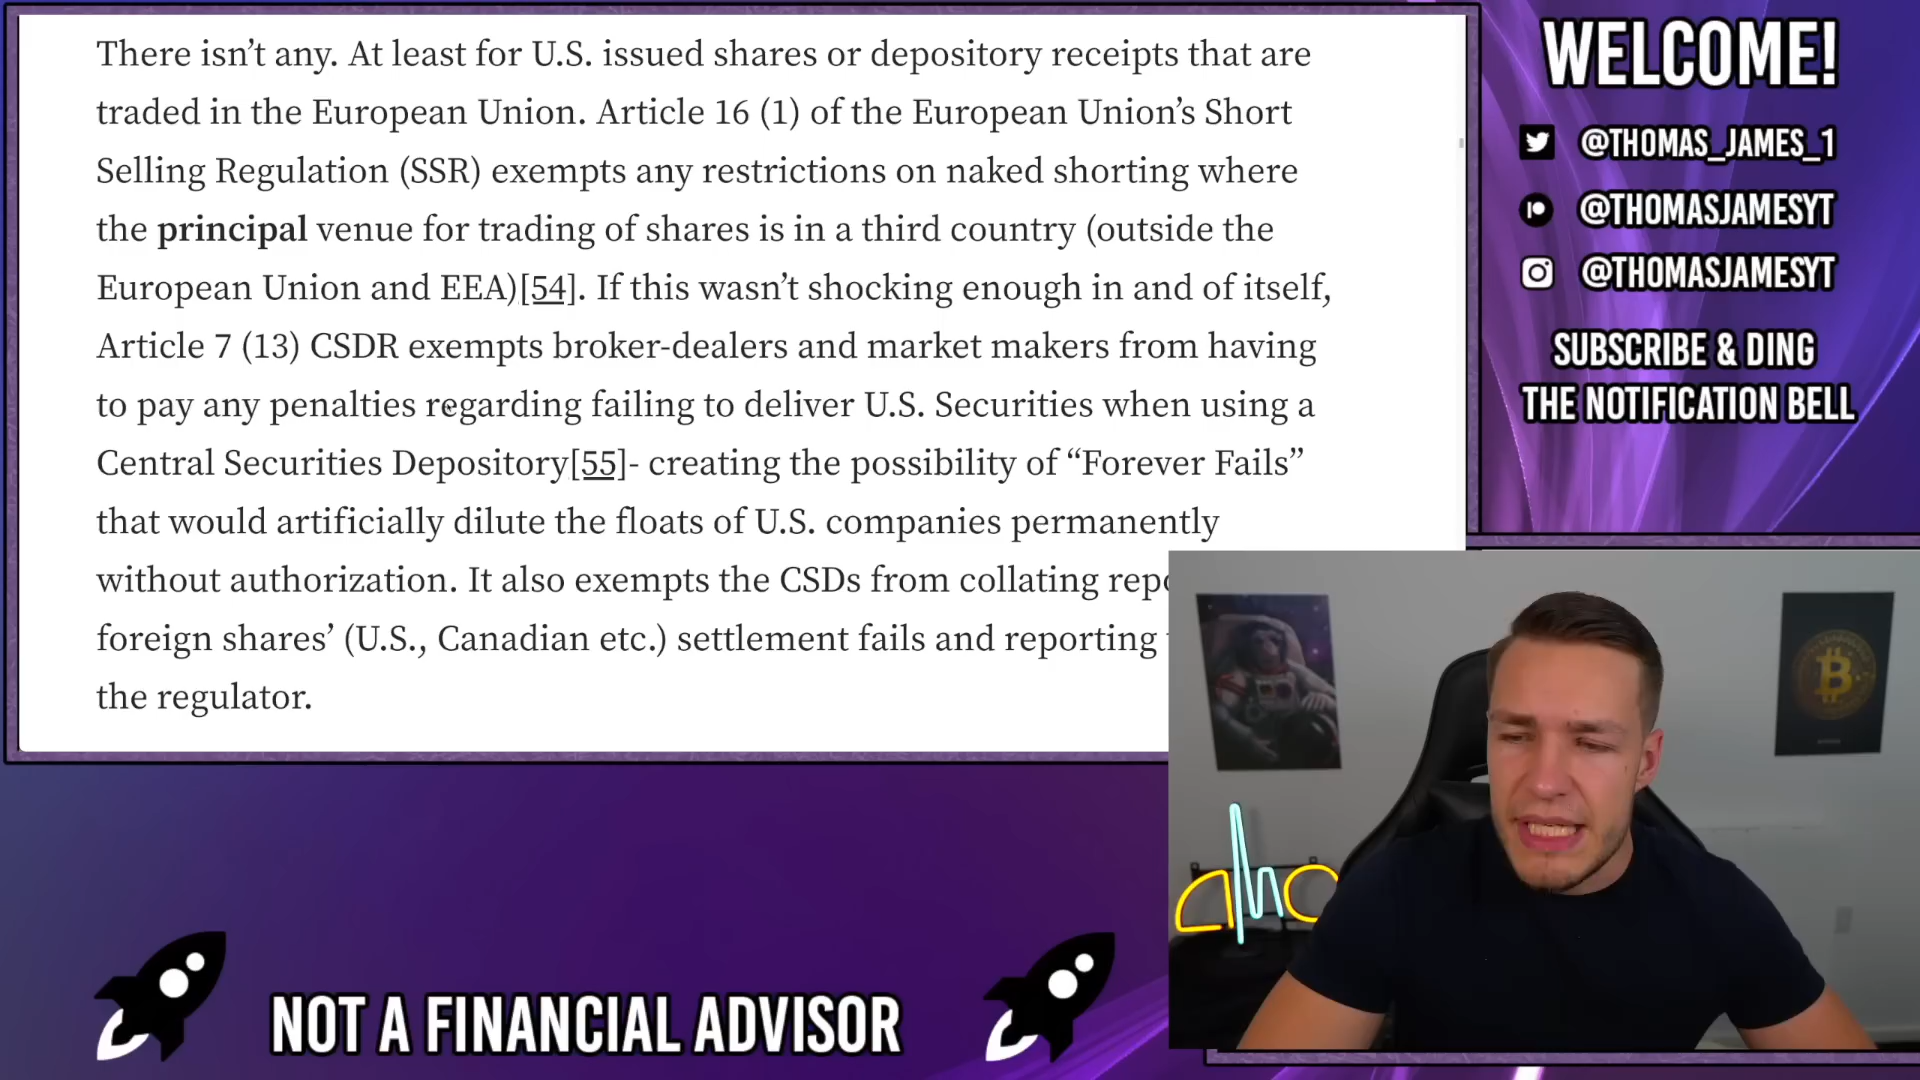 There isn’t any. At least for U.S. issued shares or depository receipts that are
traded in the European Union. Article 16 (1) of the European Union’s Short
Selling Regulation (SSR) exempts any restrictions on naked shorting where
the principal venue for trading of shares is in a third country (outside the
European Union and EEA)[54]. If this wasn’t shocking enough in and of itself,
Article 7 (13) CSDR exempts broker-dealers and market makers from having
to pay any penalties regarding failing to deliver U.S. Securities when using a
Central Securities Depository[55]- creating the possibility of “Forever Fails”
that would artificially dilute the floats of U.S. companies permanently
without authorization. It also exempts the CSDs from collating
foreign shares’ (U.S., Canadian etc.) settlement fails and reporting
the regulator.
WELCOME!
@THOMAS_JAMES_1
@THOMASJAMESYT
@THOMASJAMESYT
SUBSCRIBE & DING
THE NOTIFICATION BELL
NOT A FINANCIAL ADVISOR